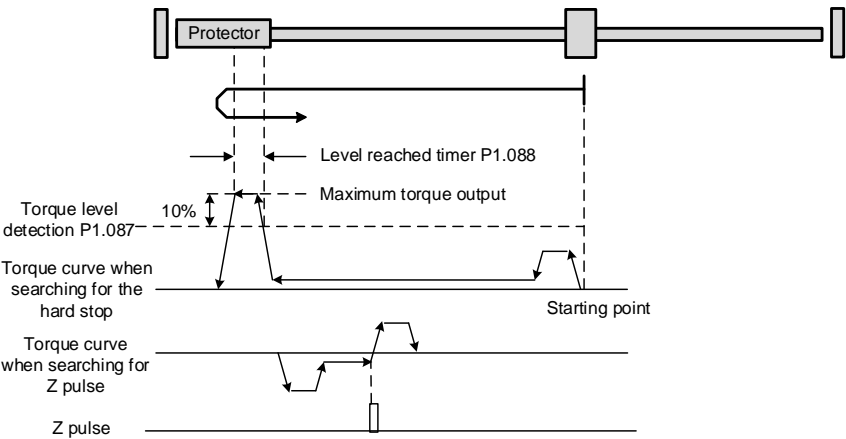 Protector
Level reached timer P1.088
Maximum torque output
10%
Torque level
detection P1.087
Torque curve when
searching for the
hard stop
Starting point
Torque curve
when searching for
Z pulse
Z pulse